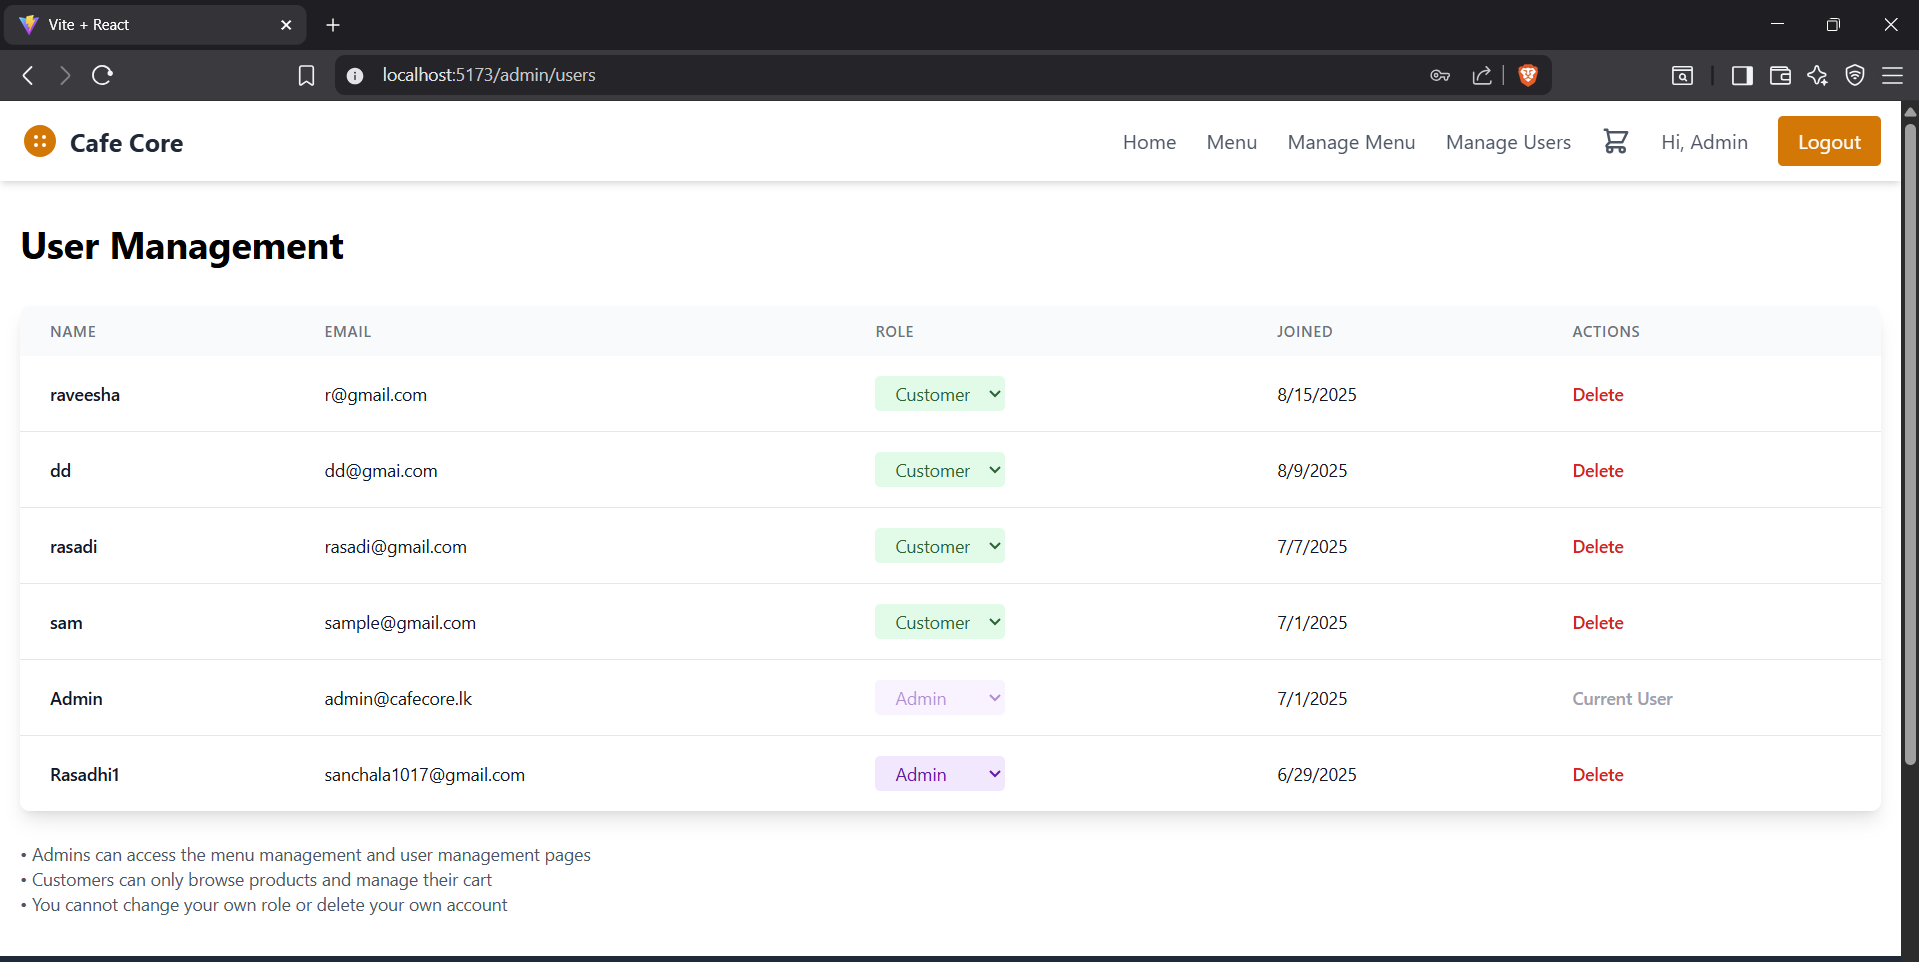 Vite + React
localhost:5173/admin/users
Cafe Core
Home Menu Manage Menu Manage Users Hi, Admin Logout
User Management
NAME EMAIL ROLE JOINED ACTIONS
raveesha r@gmail.com Customer 8/15/2025 Delete
dd dd@gmai.com Customer 8/9/2025 Delete
rasadi rasadi@gmail.com Customer 7/7/2025 Delete
sam sample@gmail.com Customer 7/1/2025 Delete
Admin admin@cafecore.lk Admin 7/1/2025 Current User
Rasadhi1 sanchala1017@gmail.com Admin 6/29/2025 Delete
• Admins can access the menu management and user management pages
• Customers can only browse products and manage their cart
• You cannot change your own role or delete your own account